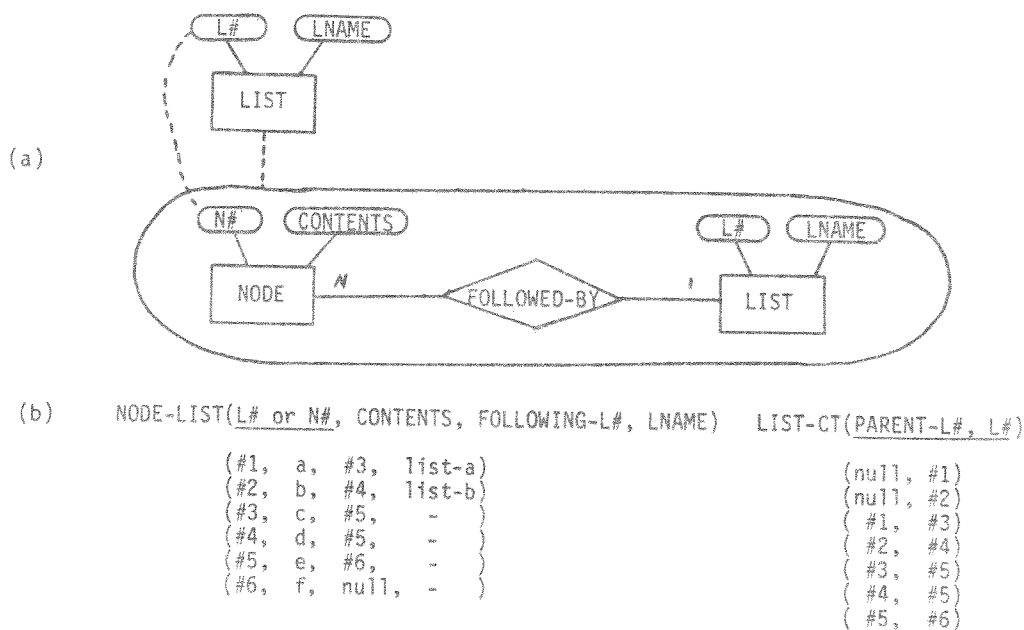 L# LNAME
LIST
(a)
N# CONTENTS L# LNAME
NODE N FOLLOWED-BY 1 LIST
(b) NODE-LIST(L# or N#, CONTENTS, FOLLOWING-L#, LNAME) LIST-CT(PARENT-L#, L#)
(#1, a, #3, list-a) (null, #1)
(#2, b, #4, list-b) (null, #2)
(#3, c, #5, - ) ( #1, #3)
(#4, d, #5, - ) ( #2, #4)
(#5, e, #6, - ) ( #3, #5)
(#6, f, null, - ) ( #4, #5)
( #5, #6)